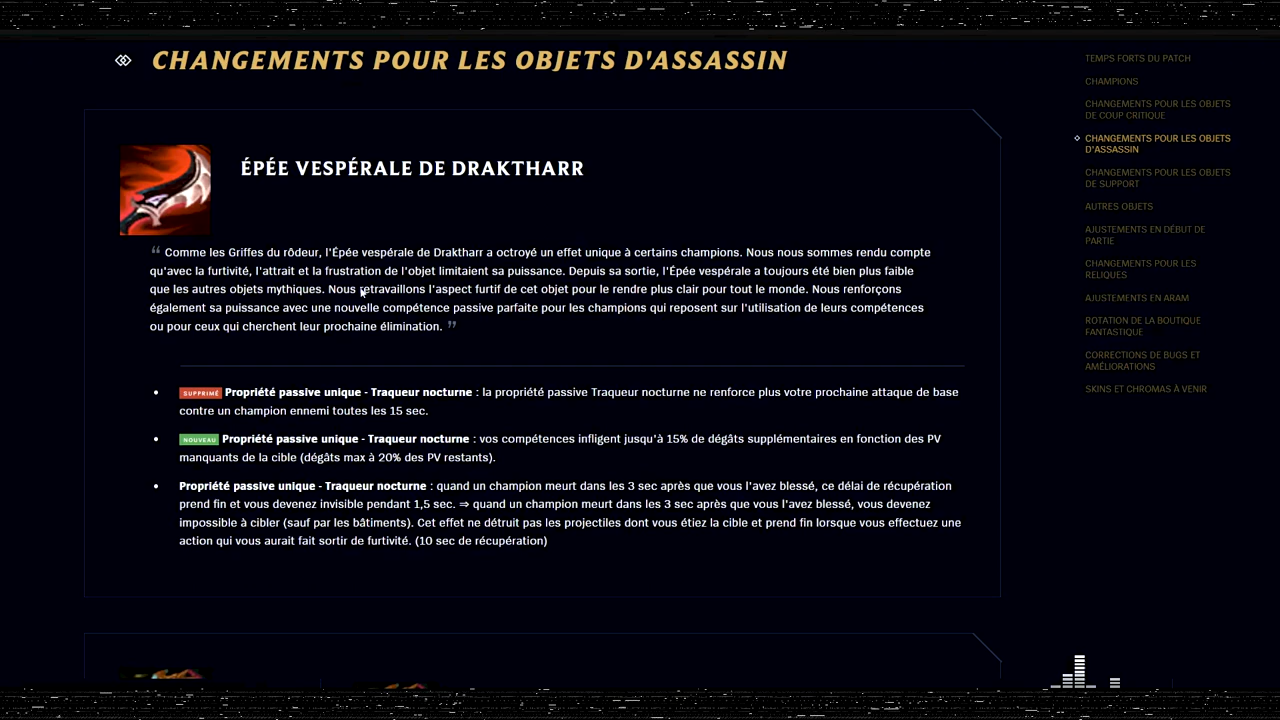 CHANGEMENTS POUR LES OBJETS D'ASSASSIN
ÉPÉE VESPÉRALE DE DRAKTHARR
“ Comme les Griffes du rôdeur, l'Épée vespérale de Draktharr a octroyé un effet unique à certains champions. Nous nous sommes rendu compte
qu'avec la furtivité, l'attrait et la frustration de l'objet limitaient sa puissance. Depuis sa sortie, l'Épée vespérale a toujours été bien plus faible
que les autres objets mythiques. Nous retravaillons l'aspect furtif de cet objet pour le rendre plus clair pour tout le monde. Nous renforçons
également sa puissance avec une nouvelle compétence passive parfaite pour les champions qui reposent sur l'utilisation de leurs compétences
ou pour ceux qui cherchent leur prochaine élimination. ”
• SUPPRIMÉ Propriété passive unique - Traqueur nocturne : la propriété passive Traqueur nocturne ne renforce plus votre prochaine attaque de base
contre un champion ennemi toutes les 15 sec.
• NOUVEAU Propriété passive unique - Traqueur nocturne : vos compétences infligent jusqu'à 15% de dégâts supplémentaires en fonction des PV
manquants de la cible (dégâts max à 20% des PV restants).
• Propriété passive unique - Traqueur nocturne : quand un champion meurt dans les 3 sec après que vous l'avez blessé, ce délai de récupération
prend fin et vous devenez invisible pendant 1,5 sec. ⇒ quand un champion meurt dans les 3 sec après que vous l'avez blessé, vous devenez
impossible à cibler (sauf par les bâtiments). Cet effet ne détruit pas les projectiles dont vous étiez la cible et prend fin lorsque vous effectuez une
action qui vous aurait fait sortir de furtivité. (10 sec de récupération)
TEMPS FORTS DU PATCH
CHAMPIONS
CHANGEMENTS POUR LES OBJETS
DE COUP CRITIQUE
CHANGEMENTS POUR LES OBJETS
D'ASSASSIN
CHANGEMENTS POUR LES OBJETS
DE SUPPORT
AUTRES OBJETS
AJUSTEMENTS EN DÉBUT DE
PARTIE
CHANGEMENTS POUR LES
RELIQUES
AJUSTEMENTS EN ARAM
ROTATION DE LA BOUTIQUE
FANTASTIQUE
CORRECTIONS DE BUGS ET
AMÉLIORATIONS
SKINS ET CHROMAS À VENIR